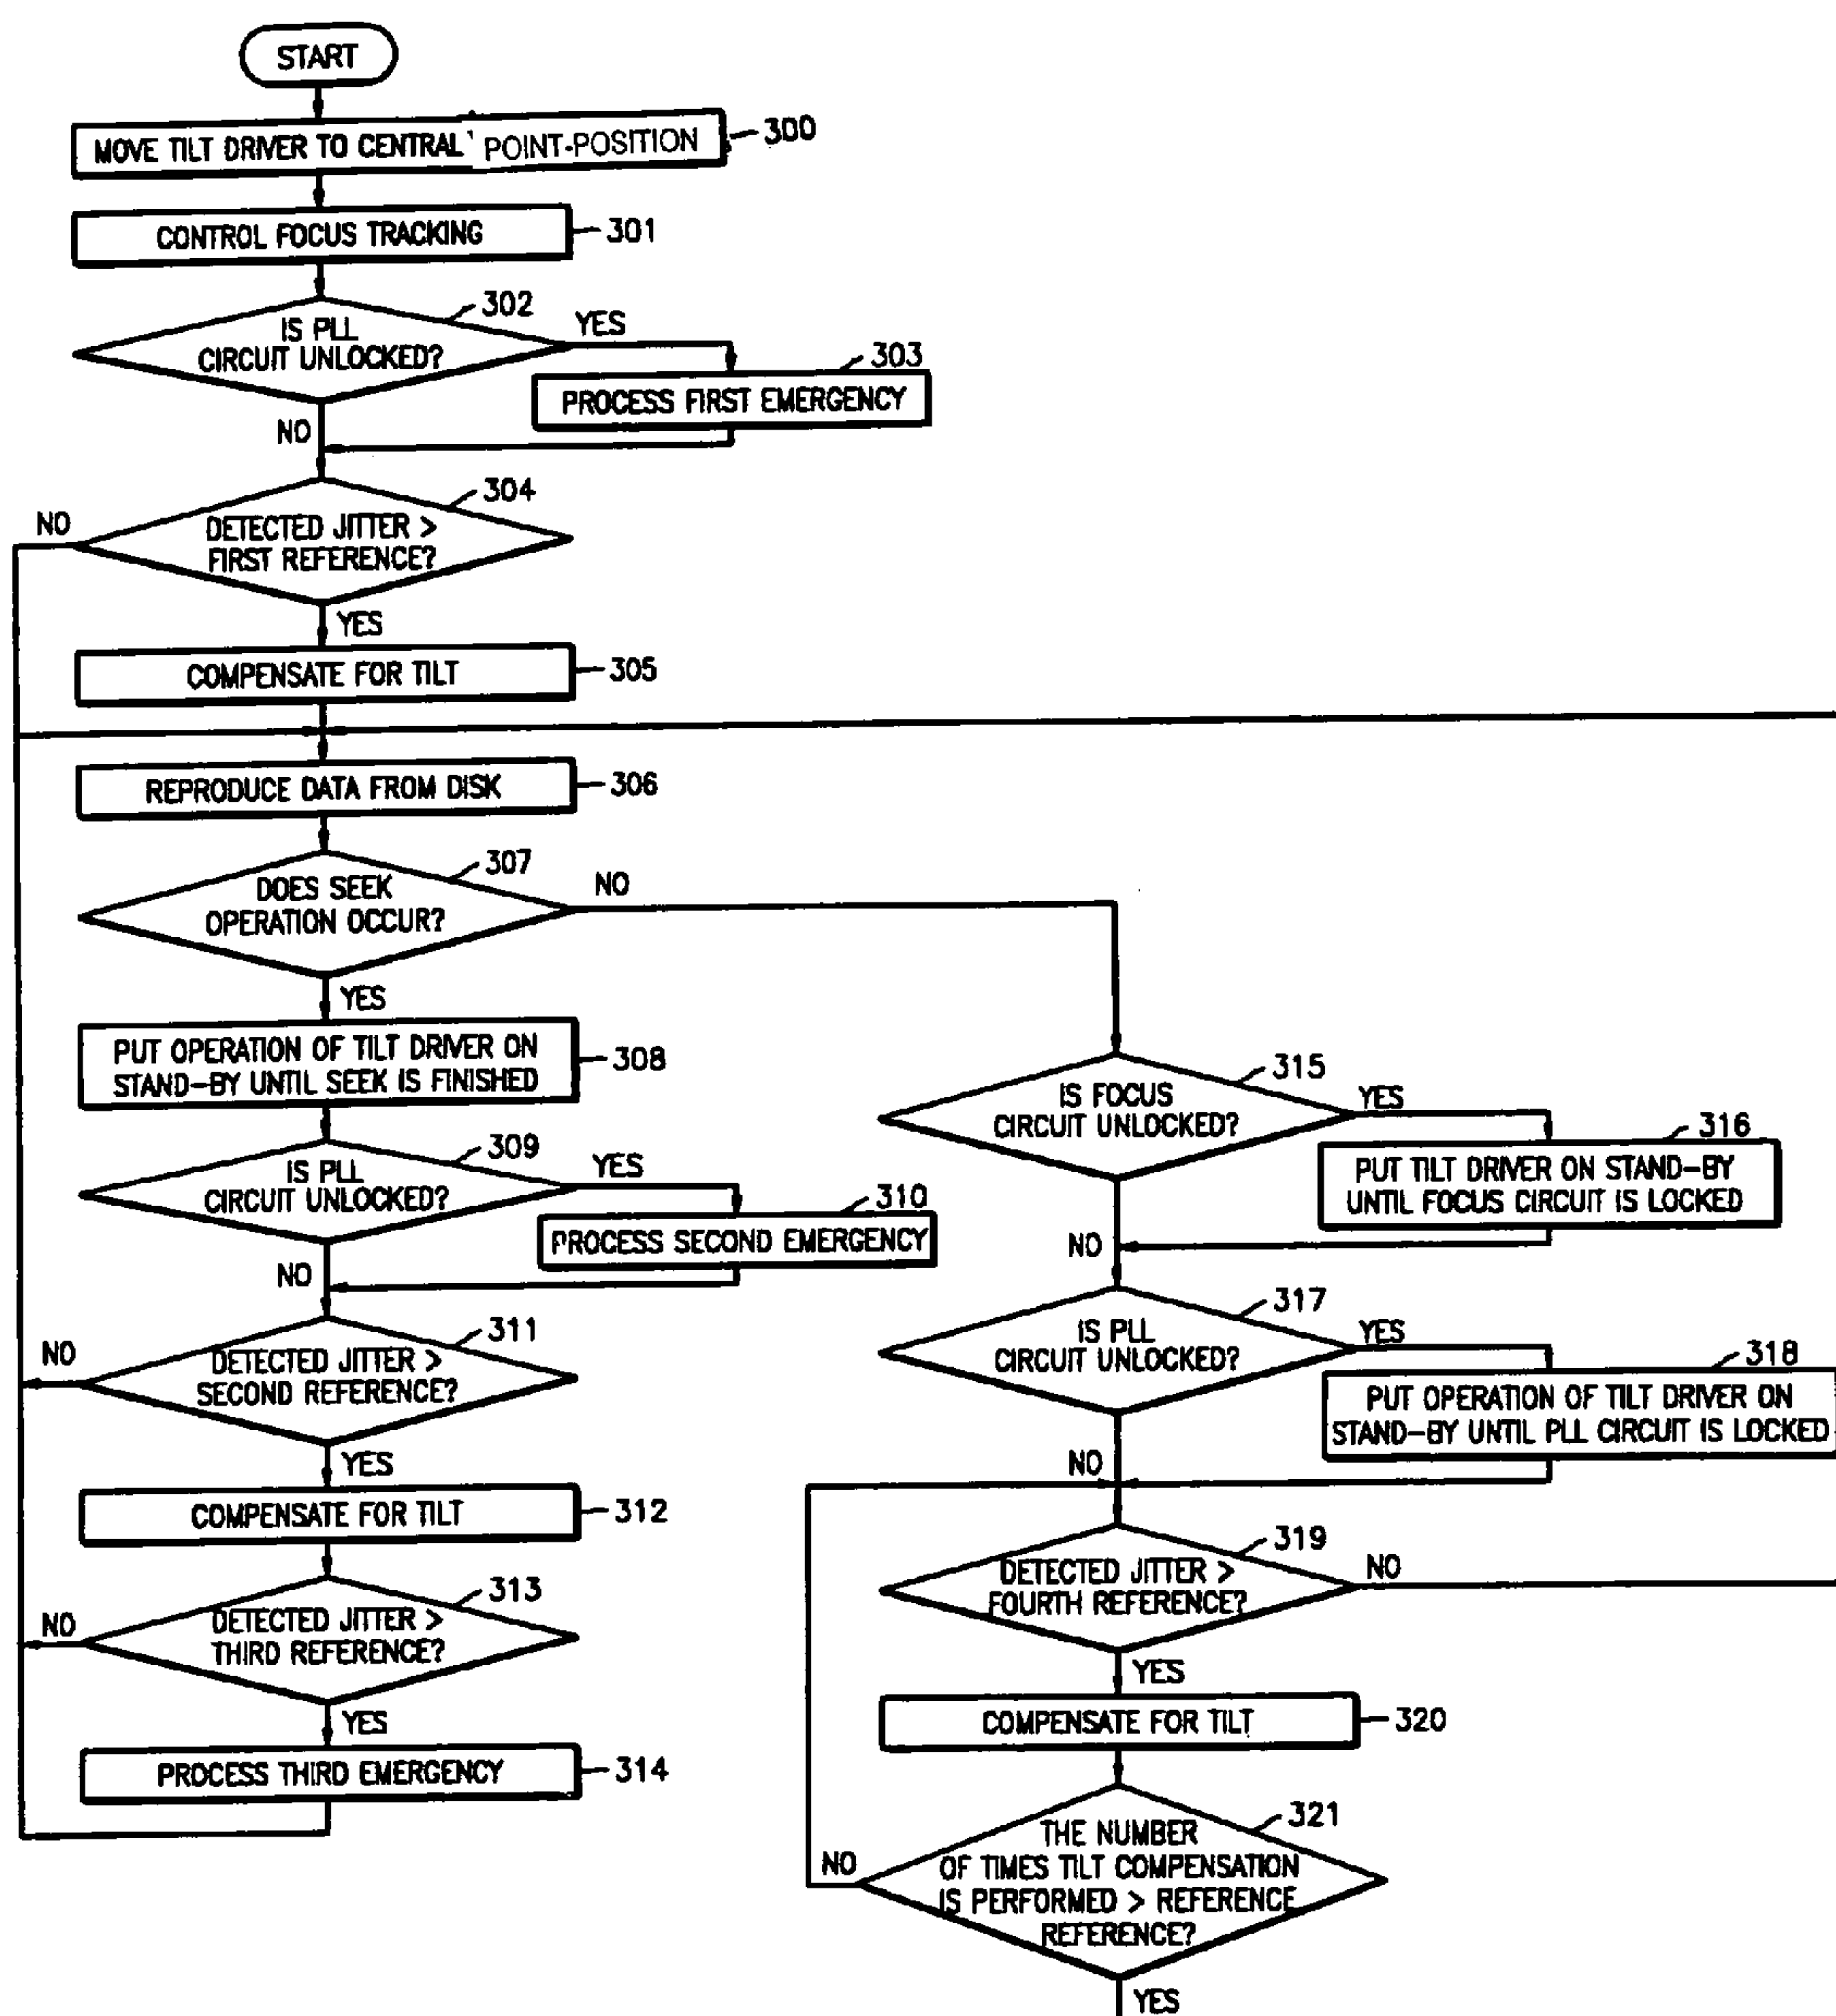 START
MOVE TILT DRIVER TO CENTRAL POINT-POSITION
300
CONTROL FOCUS TRACKING
301
302
IS PLL
CIRCUIT UNLOCKED?
YES
303
PROCESS FIRST EMERGENCY
NO
304
NO
DETECTED JITTER >
FIRST REFERENCE?
YES
COMPENSATE FOR TILT
305
REPRODUCE DATA FROM DISK
306
307
DOES SEEK
OPERATION OCCUR?
NO
YES
PUT OPERATION OF TILT DRIVER ON
STAND-BY UNTIL SEEK IS FINISHED
308
309
IS PLL
CIRCUIT UNLOCKED?
YES
310
PROCESS SECOND EMERGENCY
NO
311
NO
DETECTED JITTER >
SECOND REFERENCE?
YES
COMPENSATE FOR TILT
312
313
NO
DETECTED JITTER >
THIRD REFERENCE?
YES
PROCESS THIRD EMERGENCY
314
315
IS FOCUS
CIRCUIT UNLOCKED?
YES
316
PUT TILT DRIVER ON STAND-BY
UNTIL FOCUS CIRCUIT IS LOCKED
NO
317
IS PLL
CIRCUIT UNLOCKED?
YES
318
PUT OPERATION OF TILT DRIVER ON
STAND-BY UNTIL PLL CIRCUIT IS LOCKED
NO
319
DETECTED JITTER >
FOURTH REFERENCE?
NO
YES
COMPENSATE FOR TILT
320
321
THE NUMBER
OF TIMES TILT COMPENSATION
IS PERFORMED > REFERENCE
REFERENCE?
NO
YES